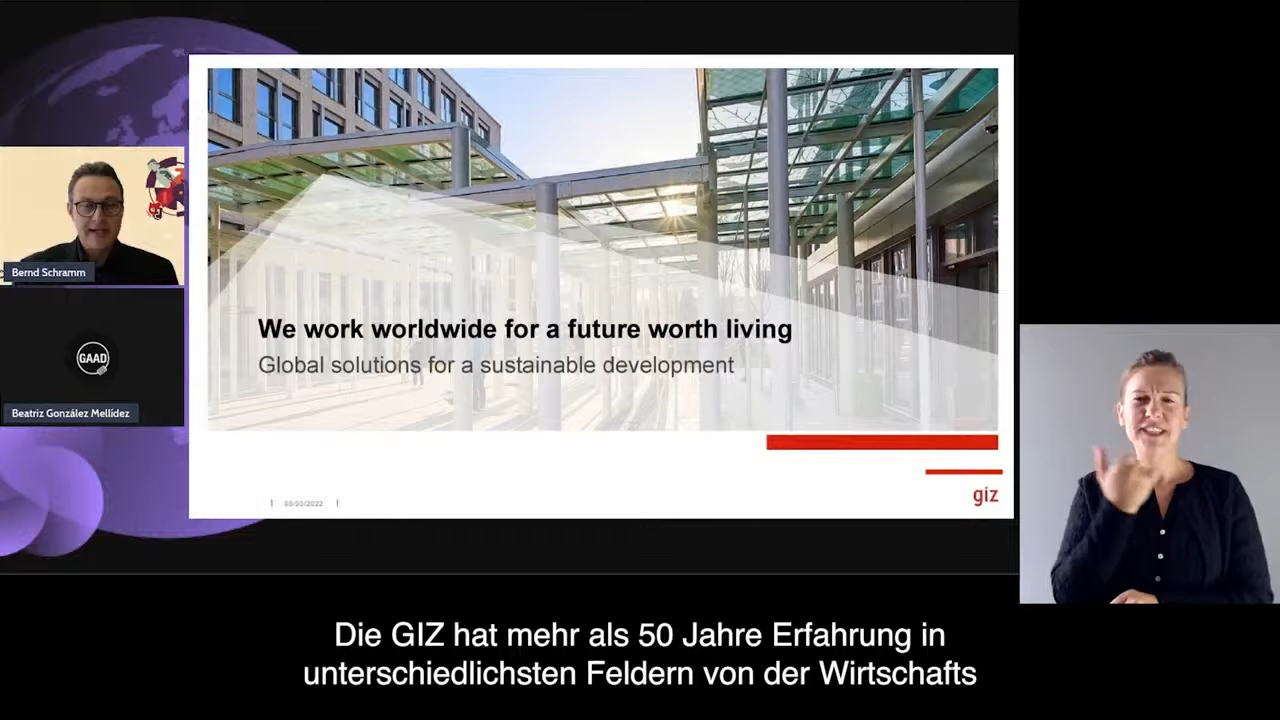 We work worldwide for a future worth living
Global solutions for a sustainable development
Bernd Schramm
GAAD
Beatriz González Mellídez
giz
Die GIZ hat mehr als 50 Jahre Erfahrung in
unterschiedlichsten Feldern von der Wirtschafts